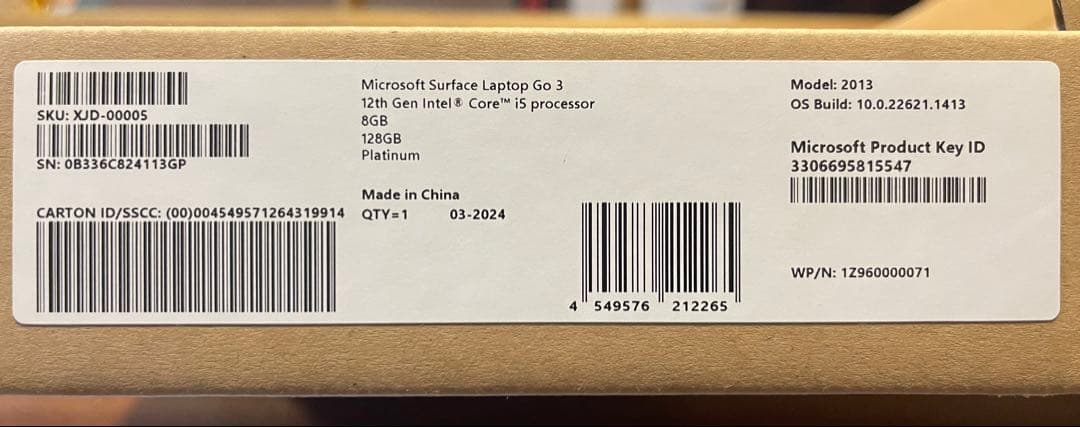 SKU: XJD-00005
SN: 0B336C824113GP
CARTON ID/SSCC: (00)004549571264319914
Microsoft Surface Laptop Go 3
12th Gen Intel® Core™ i5 processor
8GB
128GB
Platinum
Made in China
QTY=1 03-2024
4 549576 212265
Model: 2013
OS Build: 10.0.22621.1413
Microsoft Product Key ID
3306695815547
WP/N: 1Z960000071